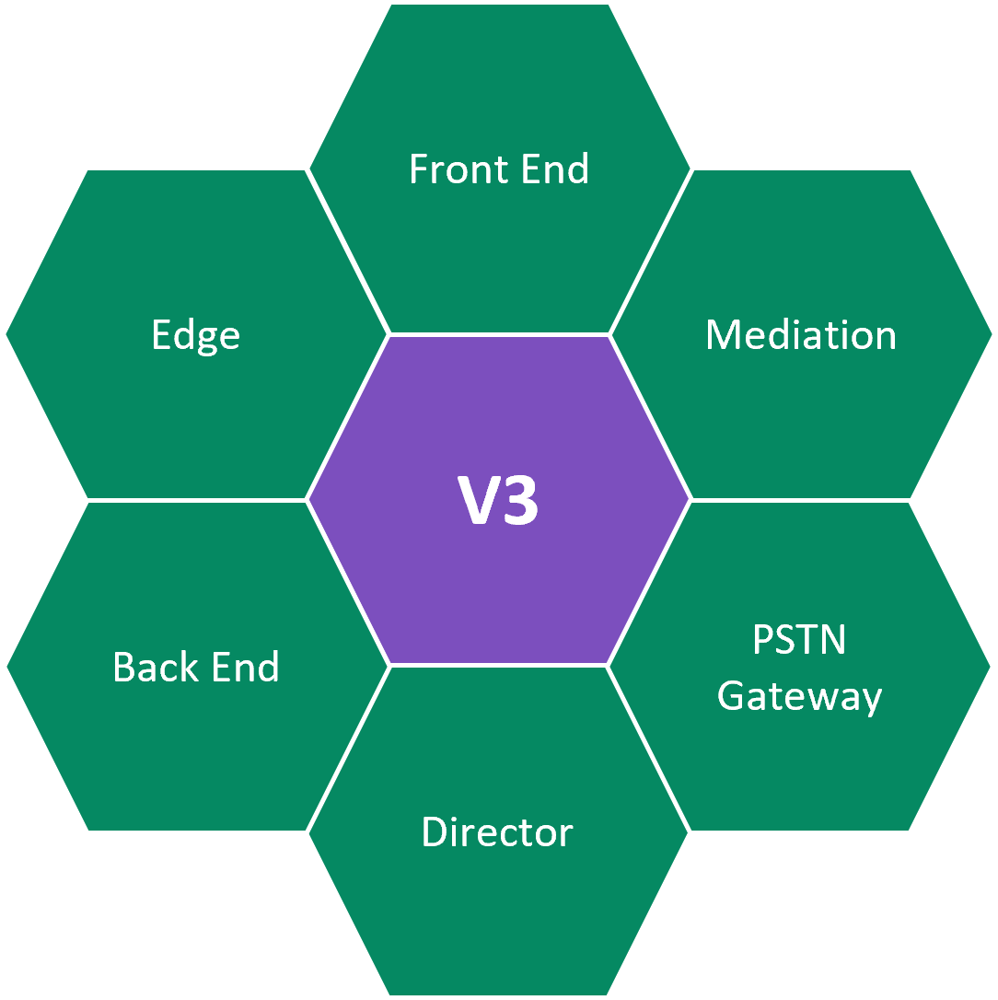 Front End
Edge
Mediation
V3
Back End
PSTN
Gateway
Director